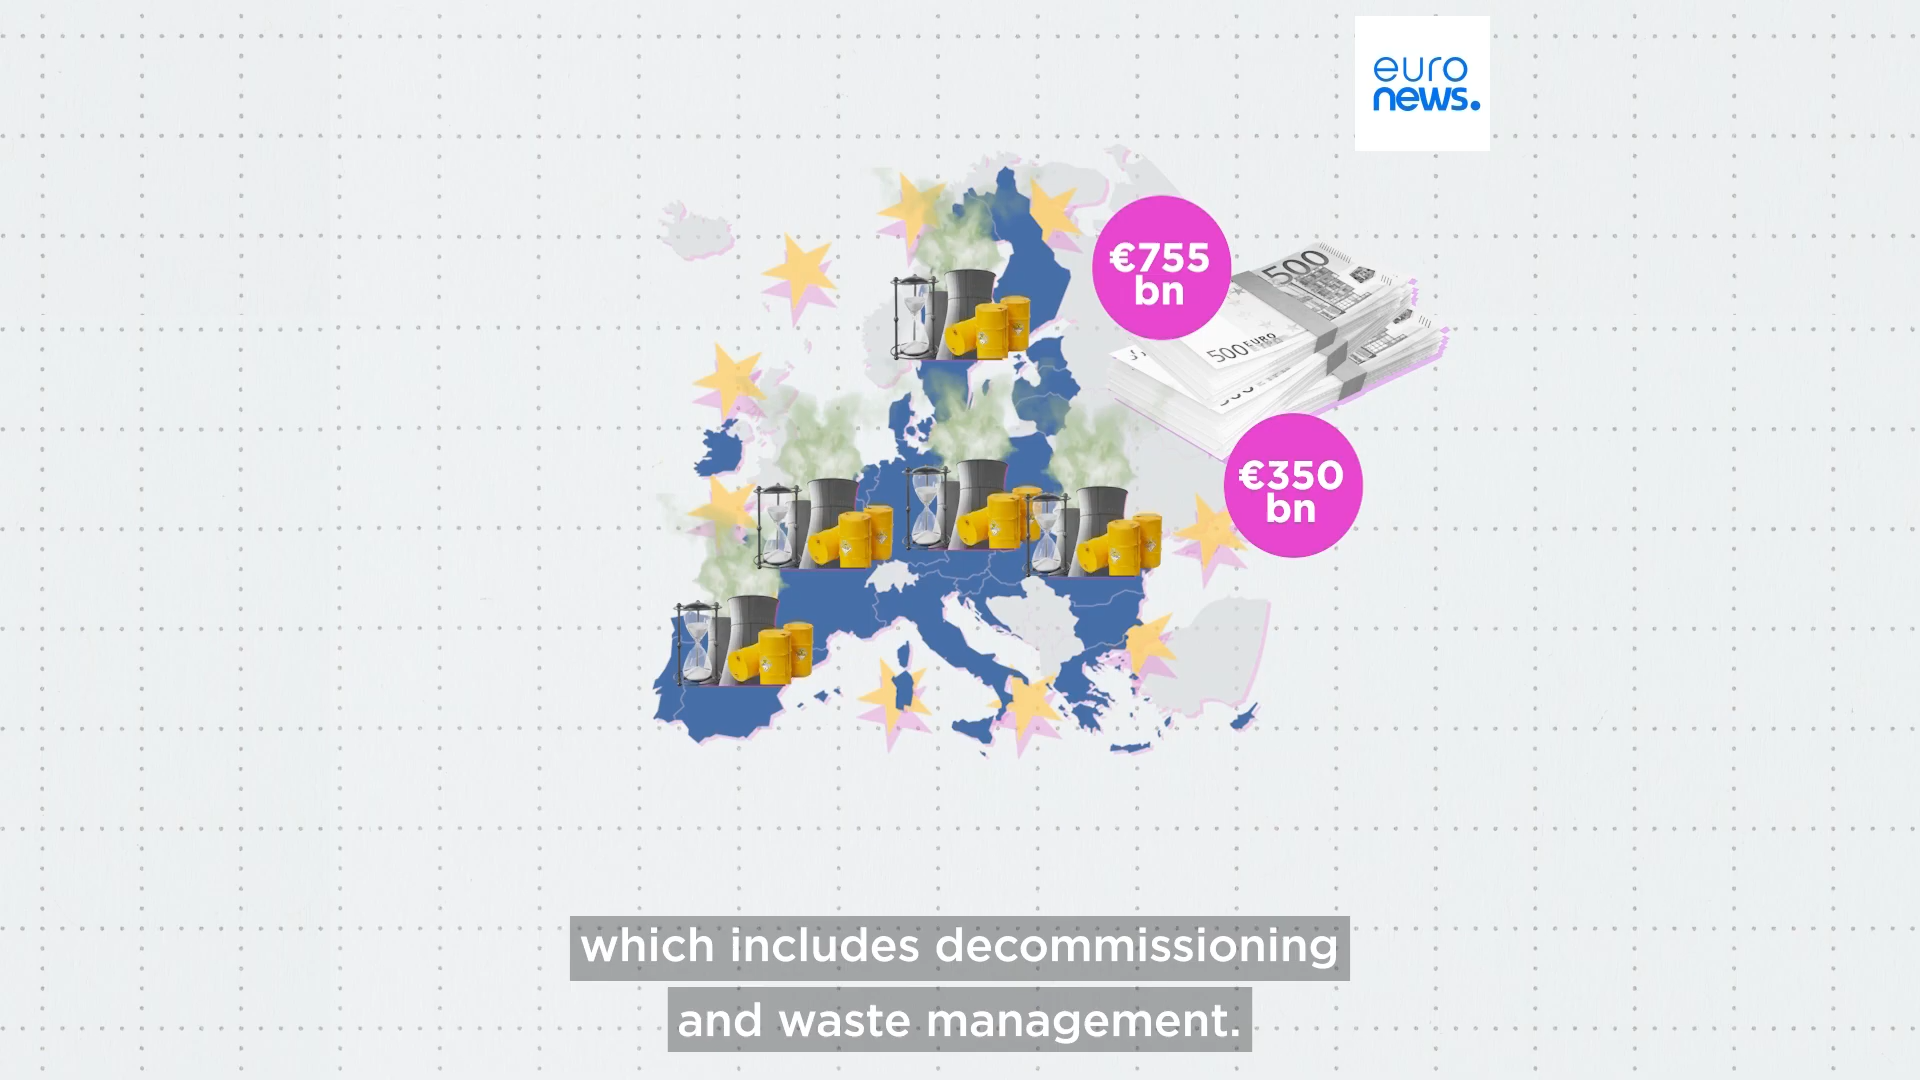 euro
news.
€755
bn
500
500 EURO
€350
bn
which includes decommissioning
and waste management.